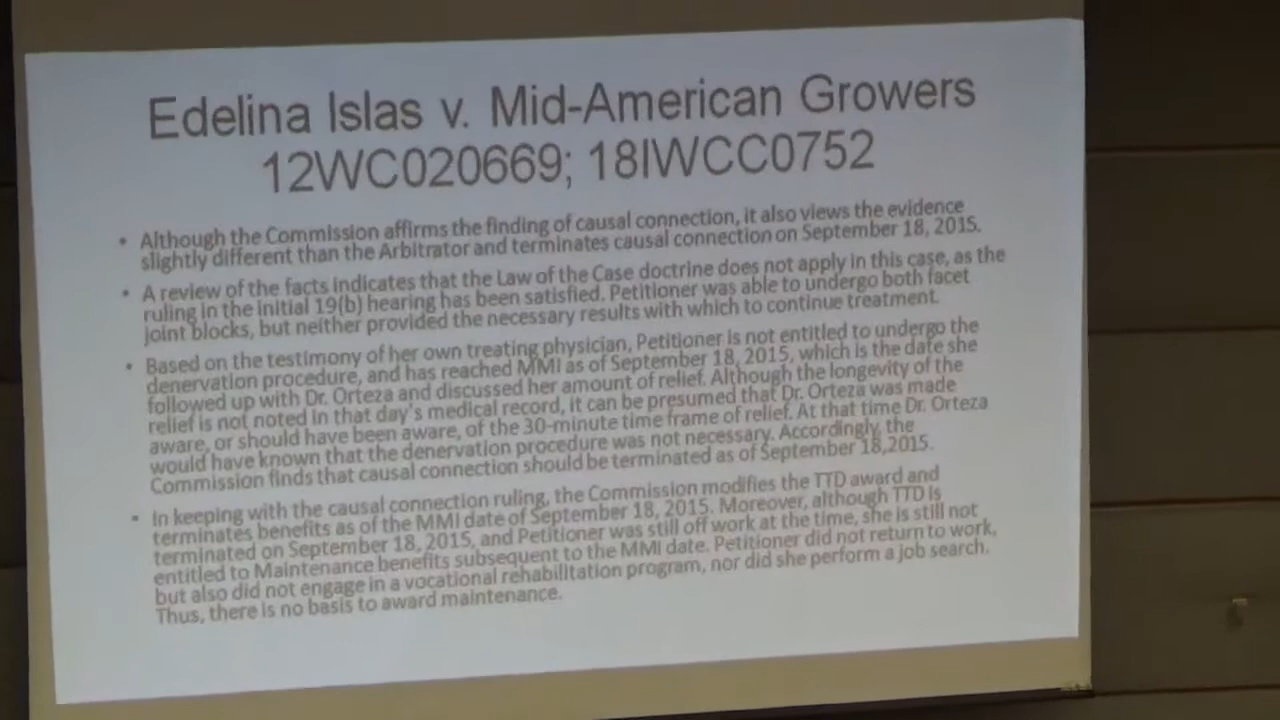 Edelina Islas v. Mid-American Growers
12WC020669; 18IWCC0752
• Although the Commission affirms the finding of causal connection, it also views the evidence
slightly different than the Arbitrator and terminates causal connection on September 18, 2015.
• A review of the facts indicates that the Law of the Case doctrine does not apply in this case, as the
ruling in the initial 19(b) hearing has been satisfied. Petitioner was able to undergo both facet
joint blocks, but neither provided the necessary results with which to continue treatment.
• Based on the testimony of her own treating physician, Petitioner is not entitled to undergo the
denervation procedure, and has reached MMI as of September 18, 2015, which is the date she
followed up with Dr. Orteza and discussed her amount of relief. Although the longevity of the
relief is not noted in that day's medical record, it can be presumed that Dr. Orteza was made
aware, or should have been aware, of the 30-minute time frame of relief. At that time Dr. Orteza
would have known that the denervation procedure was not necessary. Accordingly, the
Commission finds that causal connection should be terminated as of September 18,2015.
• In keeping with the causal connection ruling, the Commission modifies the TTD award and
terminates benefits as of the MMI date of September 18, 2015. Moreover, although TTD is
terminated on September 18, 2015, and Petitioner was still off work at the time, she is still not
entitled to Maintenance benefits subsequent to the MMI date. Petitioner did not return to work,
but also did not engage in a vocational rehabilitation program, nor did she perform a job search.
Thus, there is no basis to award maintenance.